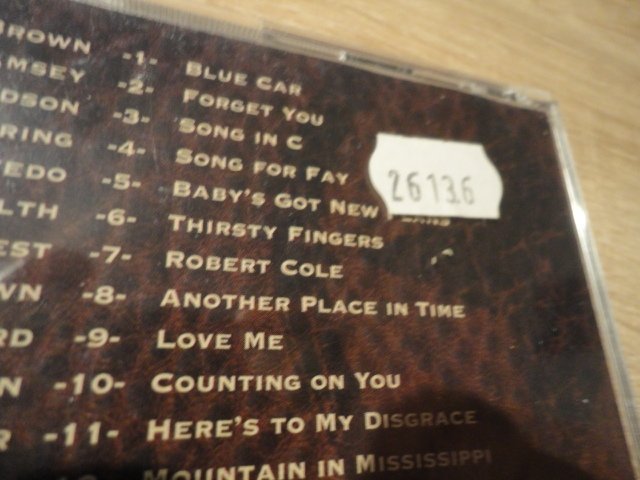 BROWN -1- BLUE CAR
MSEY -2- FORGET YOU
DSON -3- SONG IN C
RING -4- SONG FOR FAY
EDO -5- BABY'S GOT NEW
26136
LTH -6- THIRSTY FINGERS
EST -7- ROBERT COLE
WN -8- ANOTHER PLACE IN TIME
RD -9- LOVE ME
N -10- COUNTING ON YOU
R -11- HERE'S TO MY DISGRACE
MOUNTAIN IN MISSISSIPPI